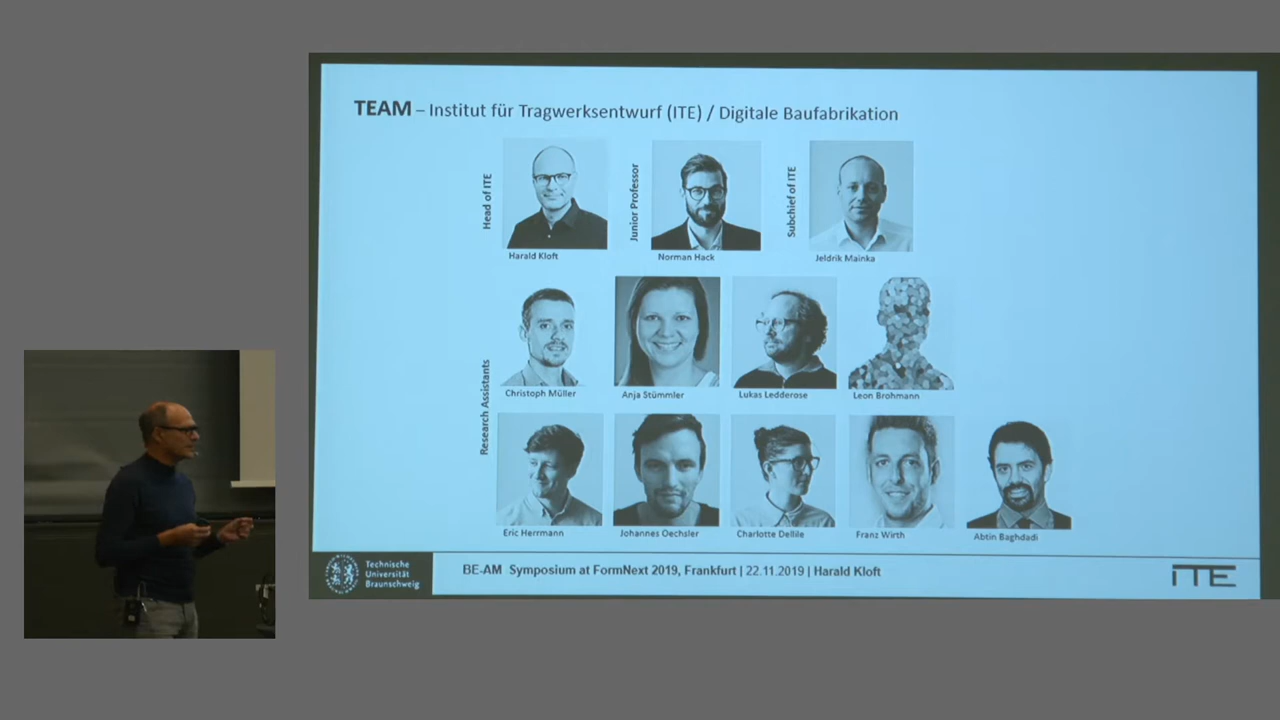 TEAM – Institut für Tragwerksentwurf (ITE) / Digitale Baufabrikation
Head of ITE
Junior Professor
Subchief of ITE
Harald Kloft
Norman Hack
Jeldrik Mainka
Research Assistants
Christoph Müller
Anja Stümmler
Lukas Ledderose
Leon Brohmann
Eric Herrmann
Johannes Oechsler
Charlotte Dellile
Franz Wirth
Abtin Baghdadi
Technische
Universität
Braunschweig
BE-AM Symposium at FormNext 2019, Frankfurt | 22.11.2019 | Harald Kloft
iTE